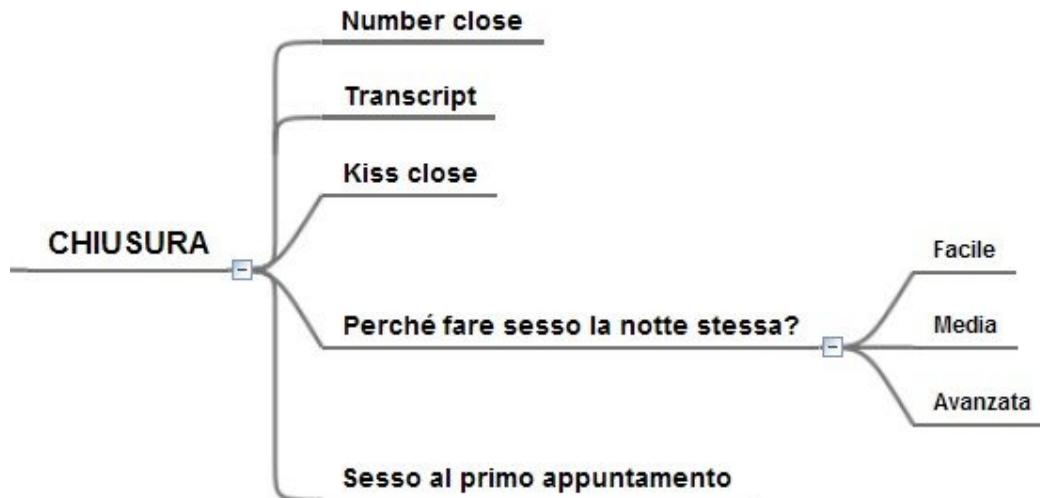 Number close
Transcript
Kiss close
CHIUSURA
Perché fare sesso la notte stessa?
Facile
Media
Avanzata
Sesso al primo appuntamento